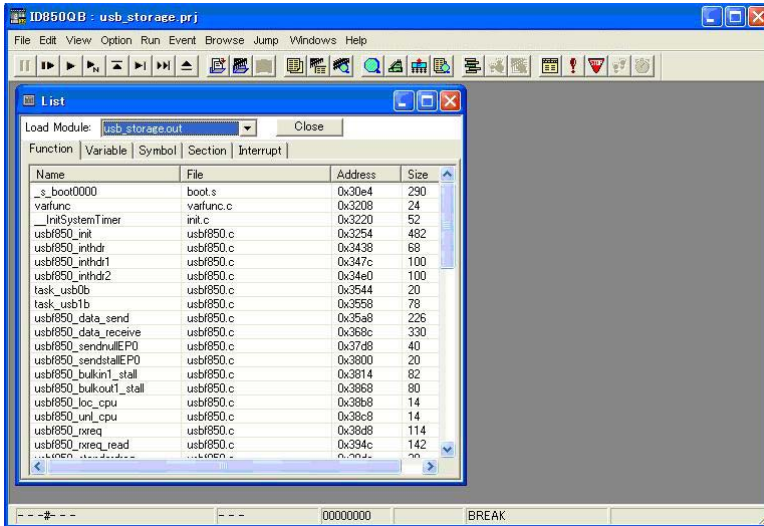 ID850QB : usb_storage.prj
File Edit View Option Run Event Browse Jump Windows Help
List
Load Module: usb_storage.out Close
Function Variable Symbol Section Interrupt
Name File Address Size
_s_boot0000 boot.s 0x30e4 290
varfunc varfunc.c 0x3208 24
__InitSystemTimer init.c 0x3220 52
usbf850_init usbf850.c 0x3254 482
usbf850_inthdr usbf850.c 0x3438 68
usbf850_inthdr1 usbf850.c 0x347c 100
usbf850_inthdr2 usbf850.c 0x34e0 100
task_usb0b usbf850.c 0x3544 20
task_usb1b usbf850.c 0x3558 78
usbf850_data_send usbf850.c 0x35a8 226
usbf850_data_receive usbf850.c 0x368c 330
usbf850_sendnullEP0 usbf850.c 0x37d8 40
usbf850_sendstallEP0 usbf850.c 0x3800 20
usbf850_bulkin1_stall usbf850.c 0x3814 82
usbf850_bulkout1_stall usbf850.c 0x3868 80
usbf850_loc_cpu usbf850.c 0x38b8 14
usbf850_unl_cpu usbf850.c 0x38c8 14
usbf850_rxreq usbf850.c 0x38d8 114
usbf850_rxreq_read usbf850.c 0x394c 142
- - -#- - - - - - 00000000 BREAK